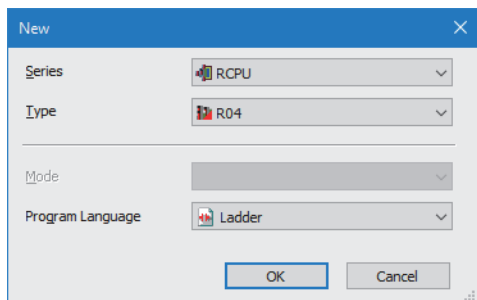 New
Series
RCPU
Type
R04
Mode
Program Language
Ladder
OK
Cancel